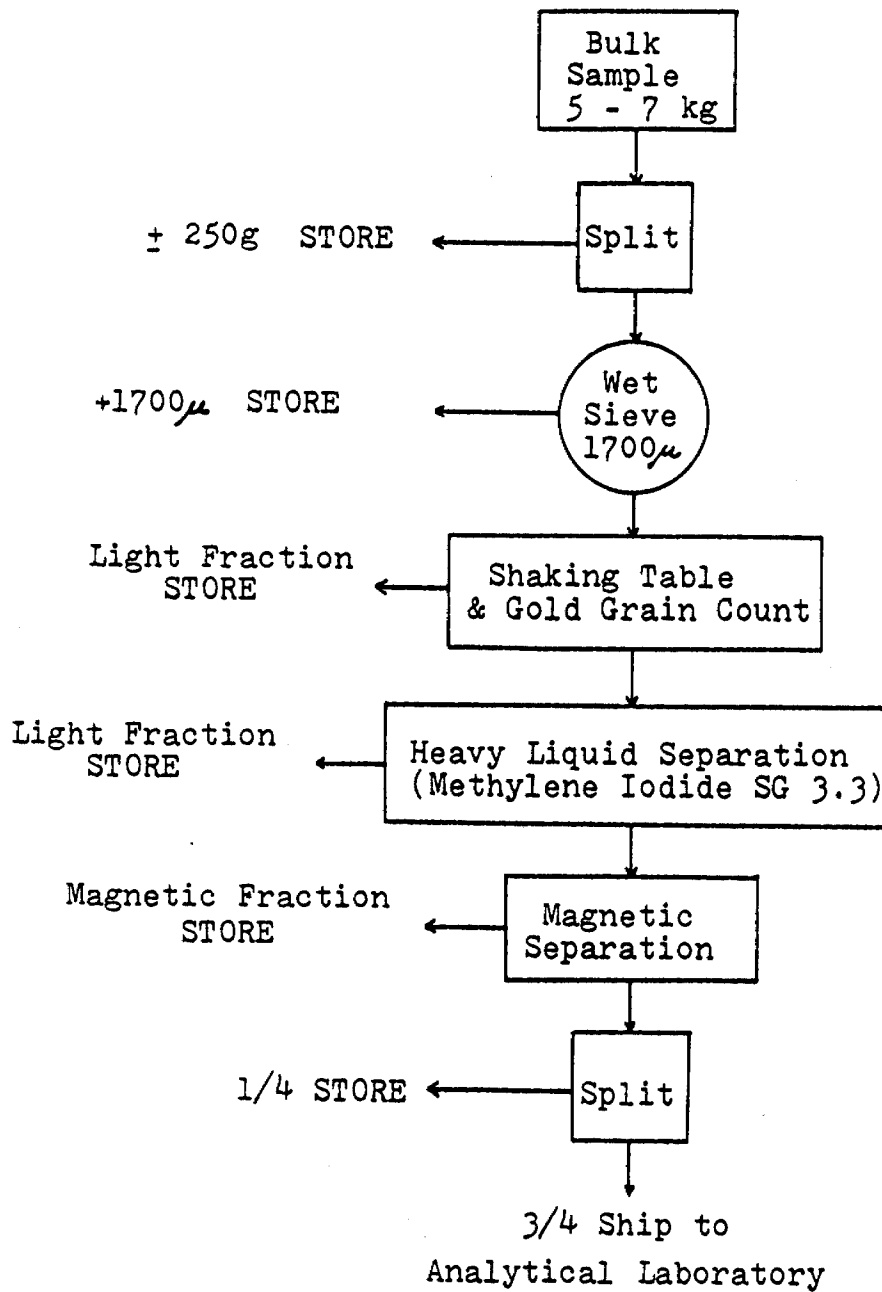 Bulk
Sample
5 - 7 kg
± 250g STORE
Split
+1700µ STORE
Wet
Sieve
1700µ
Light Fraction
STORE
Shaking Table
& Gold Grain Count
Light Fraction
STORE
Heavy Liquid Separation
(Methylene Iodide SG 3.3)
Magnetic Fraction
STORE
Magnetic
Separation
1/4 STORE
Split
3/4 Ship to
Analytical Laboratory